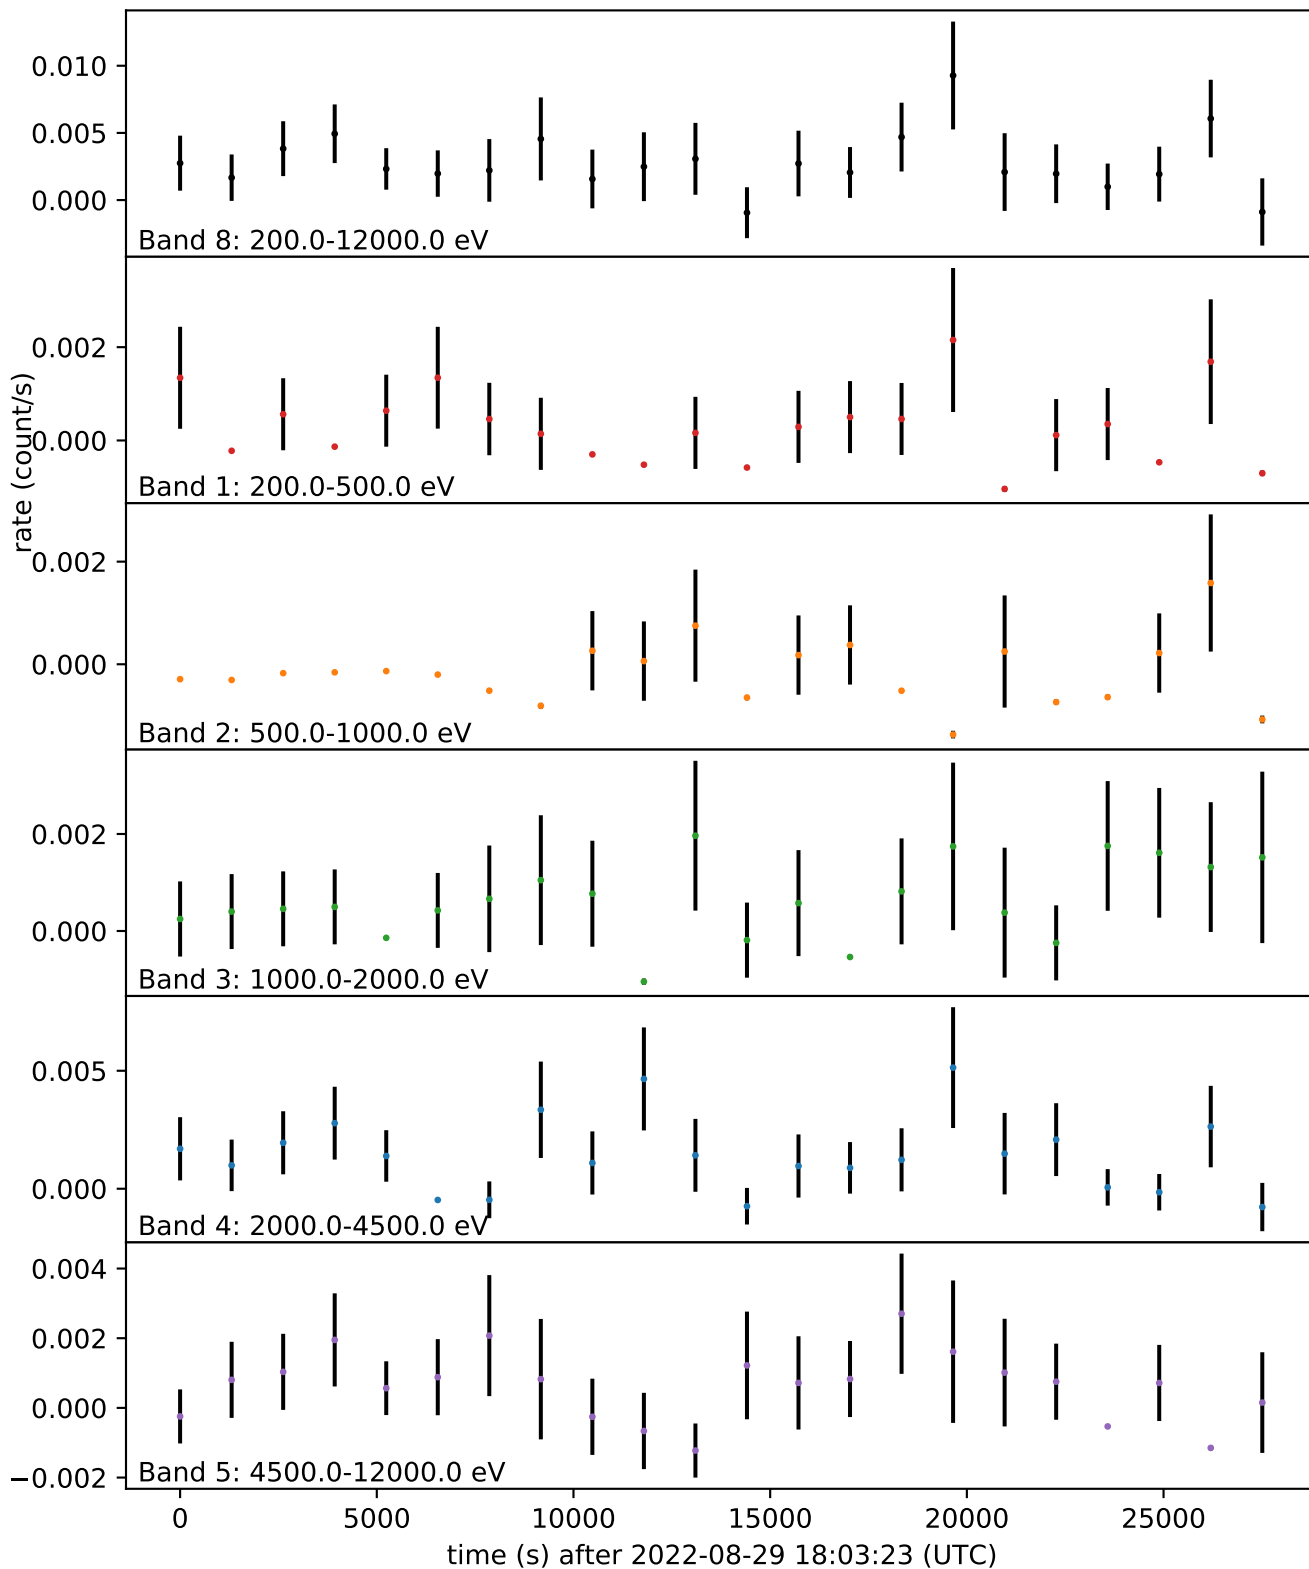 0.010
0.005
0.000
Band 8: 200.0-12000.0 eV
0.002
0.000
Band 1: 200.0-500.0 eV
rate (count/s)
0.002
0.000
Band 2: 500.0-1000.0 eV
0.002
0.000
Band 3: 1000.0-2000.0 eV
0.005
0.000
Band 4: 2000.0-4500.0 eV
0.004
0.002
0.000
−0.002
Band 5: 4500.0-12000.0 eV
0 5000 10000 15000 20000 25000
time (s) after 2022-08-29 18:03:23 (UTC)